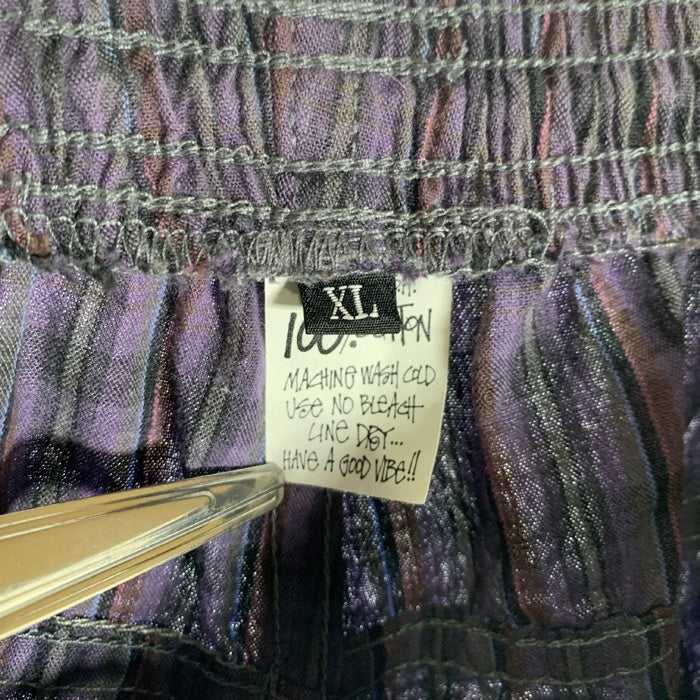 XL
100% COTTON
MACHINE WASH COLD
USE NO BLEACH
LINE DRY...
HAVE A GOOD VIBE!!